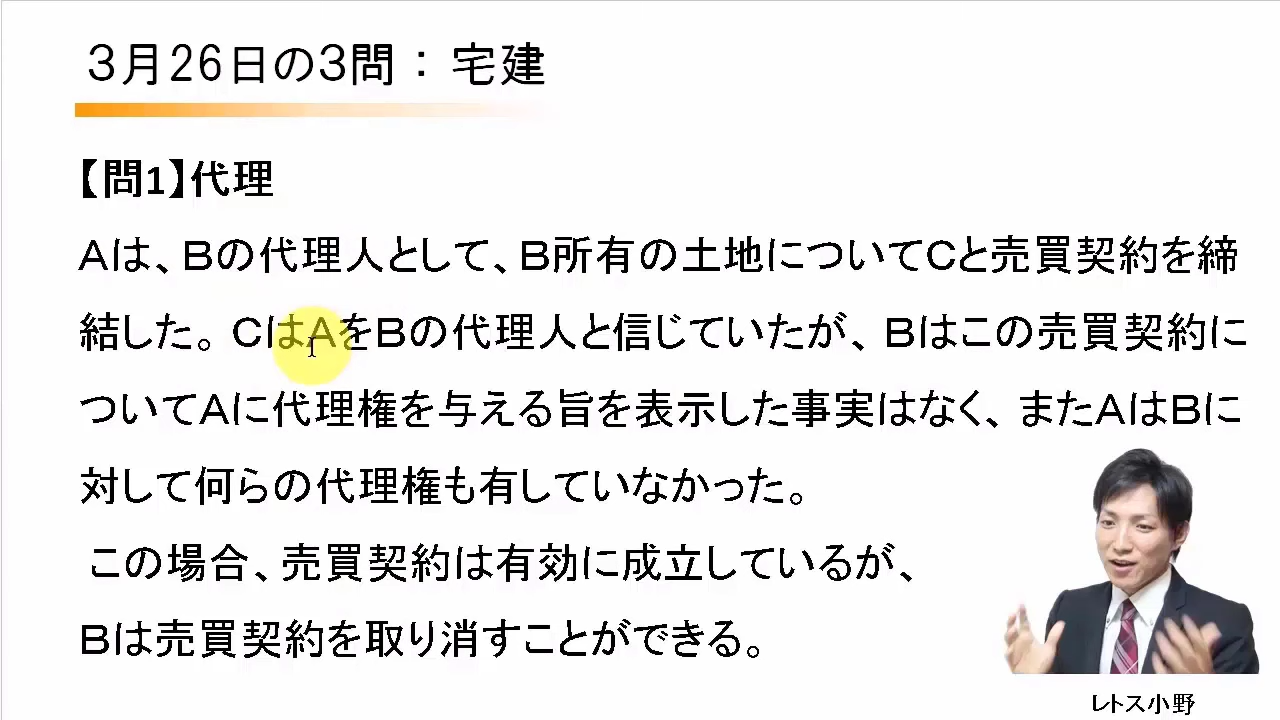 ３月26日の３問：宅建
【問1】代理
Ａは、Ｂの代理人として、Ｂ所有の土地についてＣと売買契約を締
結した。ＣはＡをＢの代理人と信じていたが、Ｂはこの売買契約に
ついてＡに代理権を与える旨を表示した事実はなく、またＡはＢに
対して何らの代理権も有していなかった。
この場合、売買契約は有効に成立しているが、
Ｂは売買契約を取り消すことができる。
レトス小野